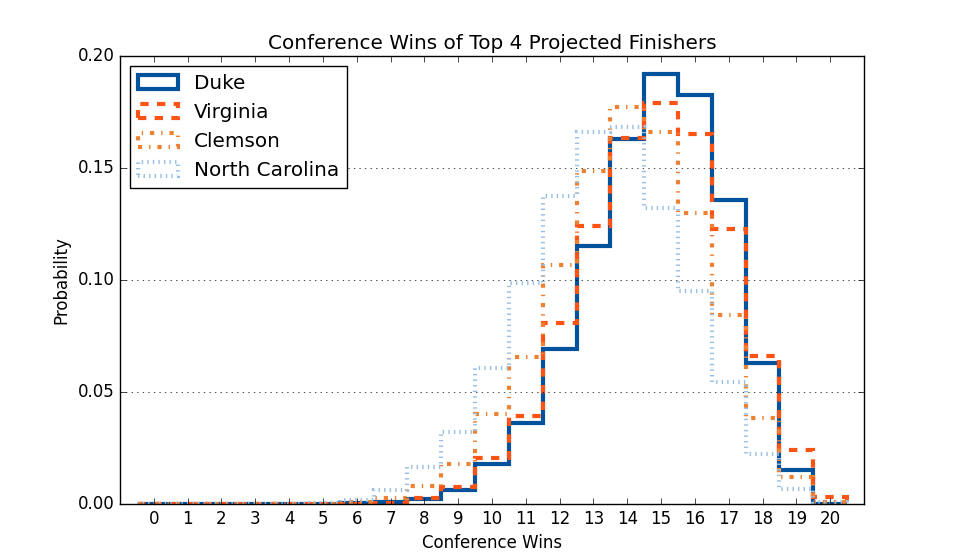 Conference Wins of Top 4 Projected Finishers
0.20
Duke
Virginia
Clemson
North Carolina
0.15
0.10
0.05
0.00
Probability
0 1 2 3 4 5 6 7 8 9 10 11 12 13 14 15 16 17 18 19 20
Conference Wins